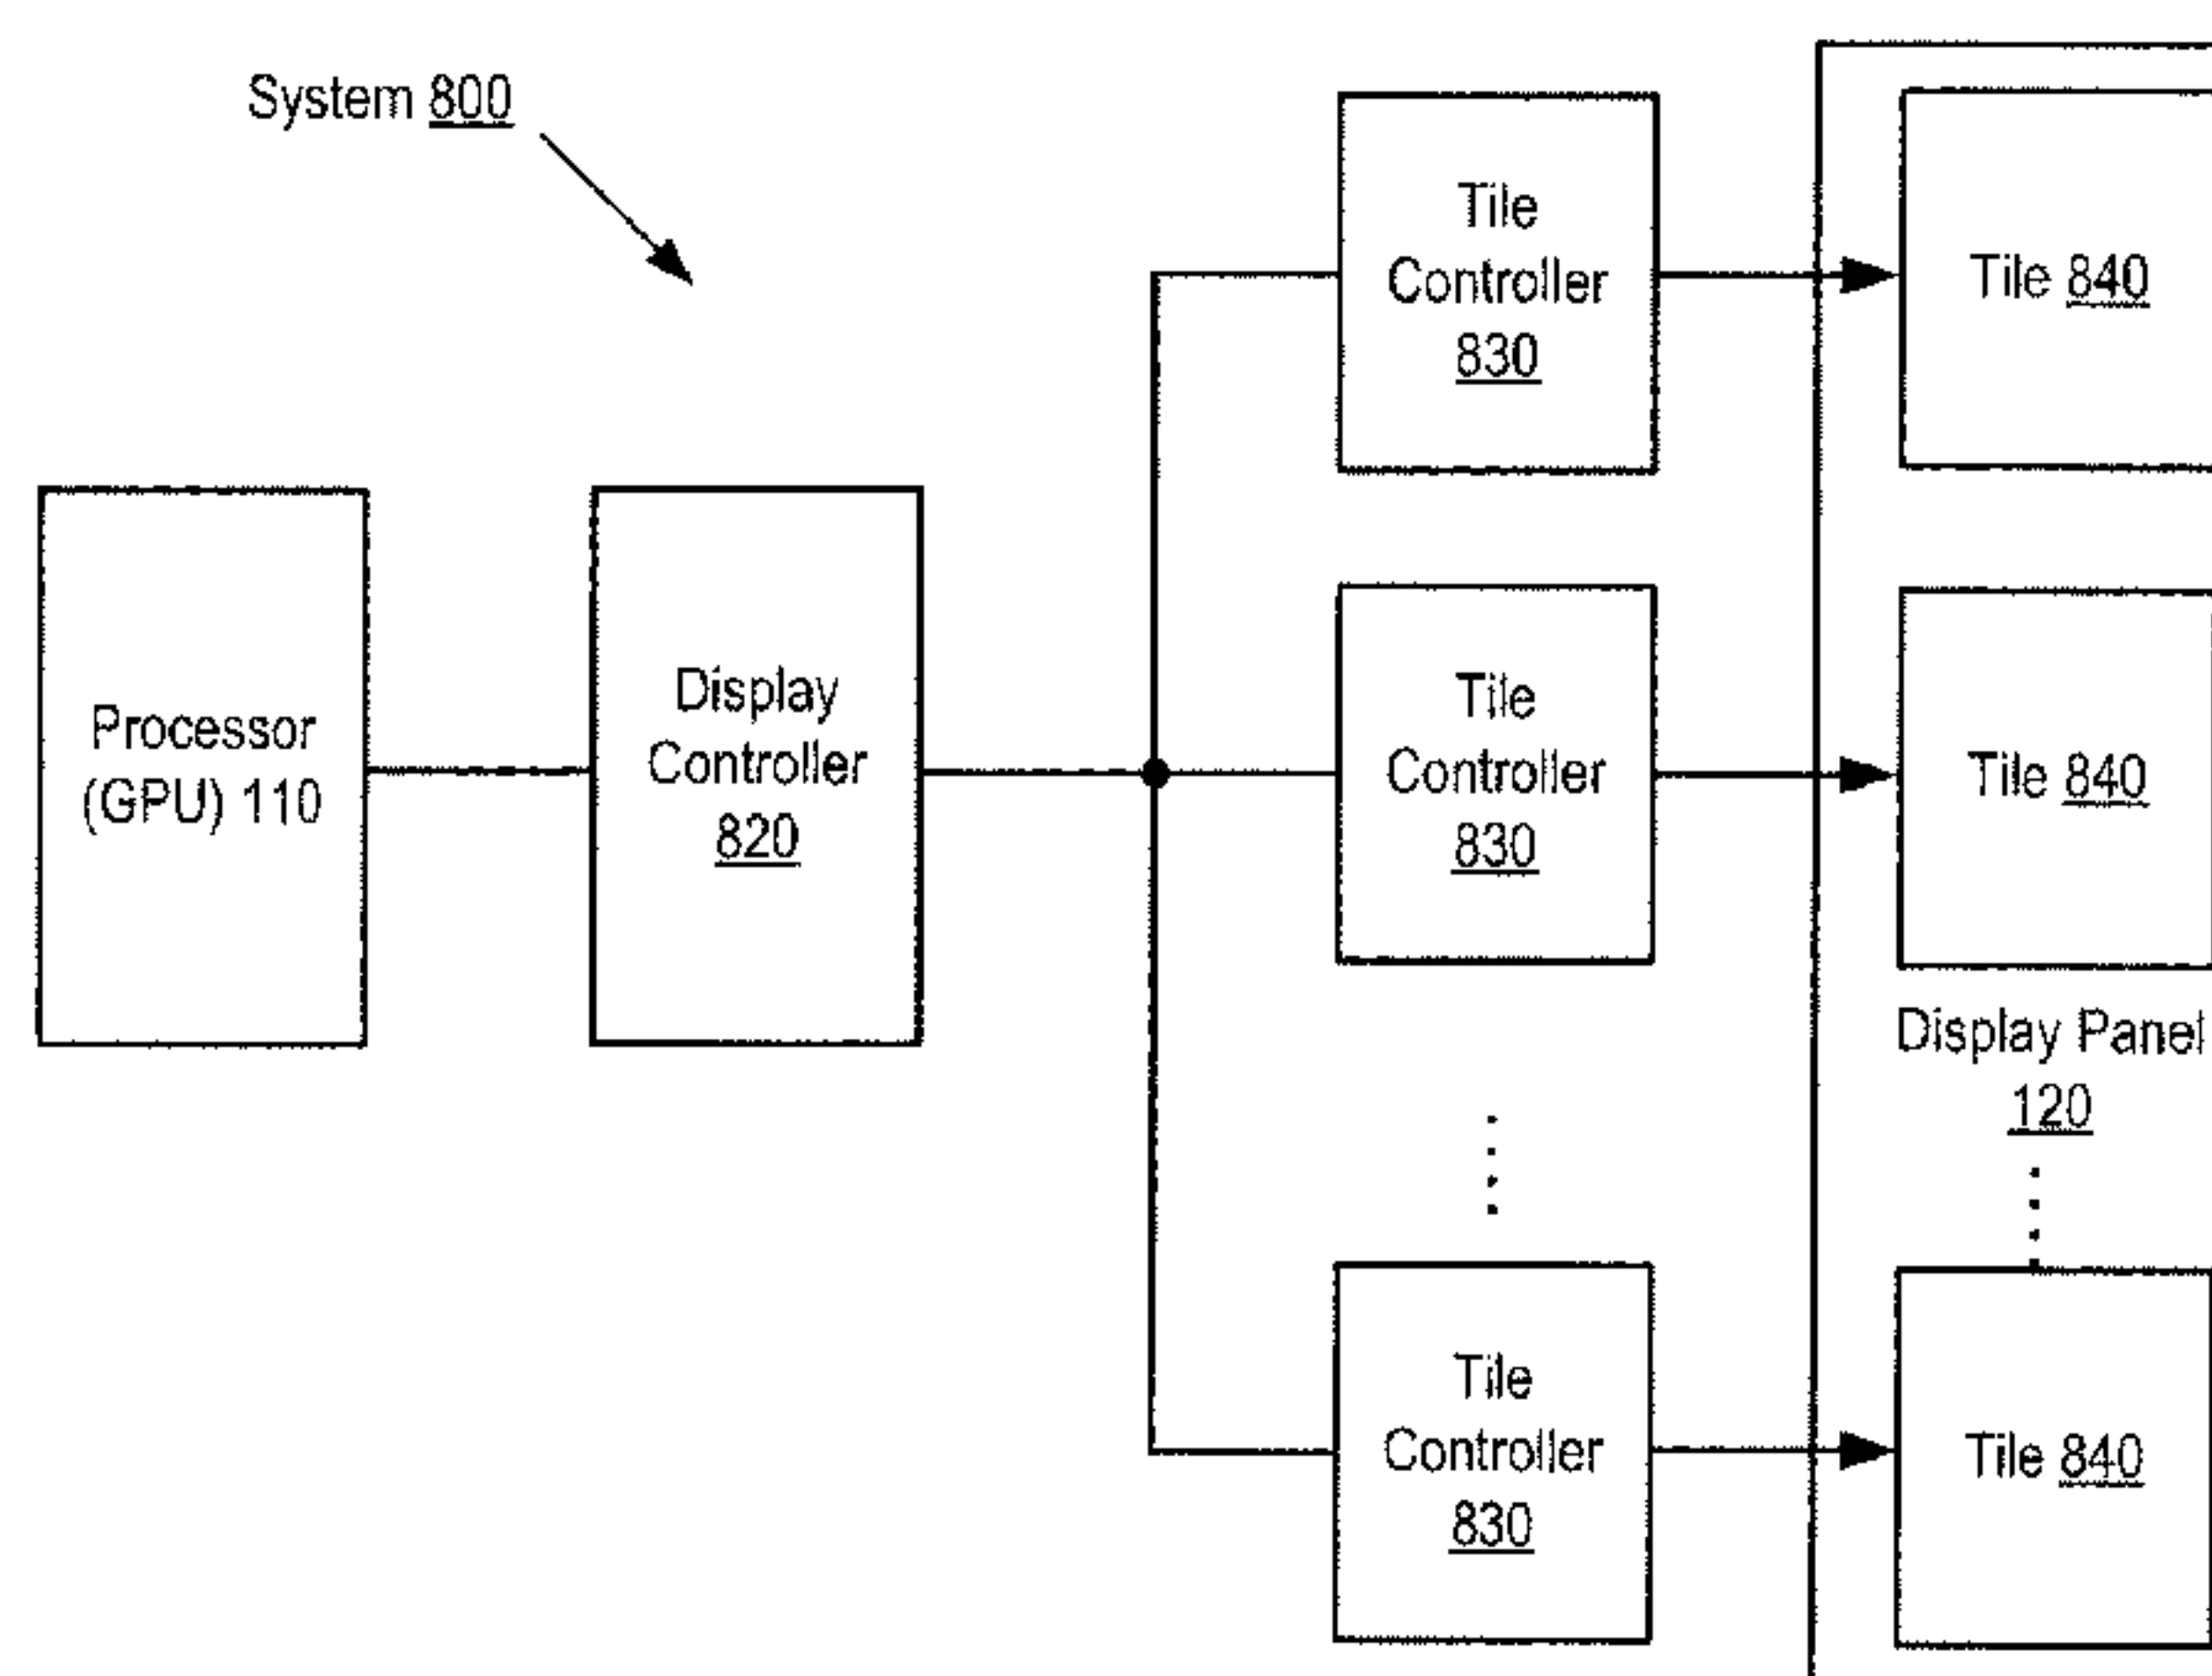 System 800
Processor
(GPU) 110
Display
Controller
820
Tile
Controller
830
Tile 840
Tile
Controller
830
Tile 840
Display Panel
120
Tile
Controller
830
Tile 840